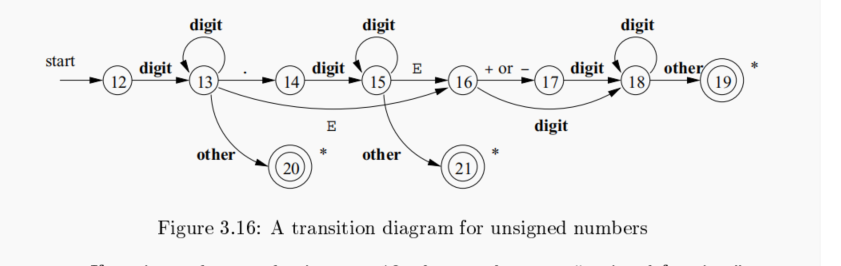 digit digit digit
start digit . digit E + or − digit other *
12 13 14 15 16 17 18 19
E digit
other * other *
20 21
Figure 3.16: A transition diagram for unsigned numbers